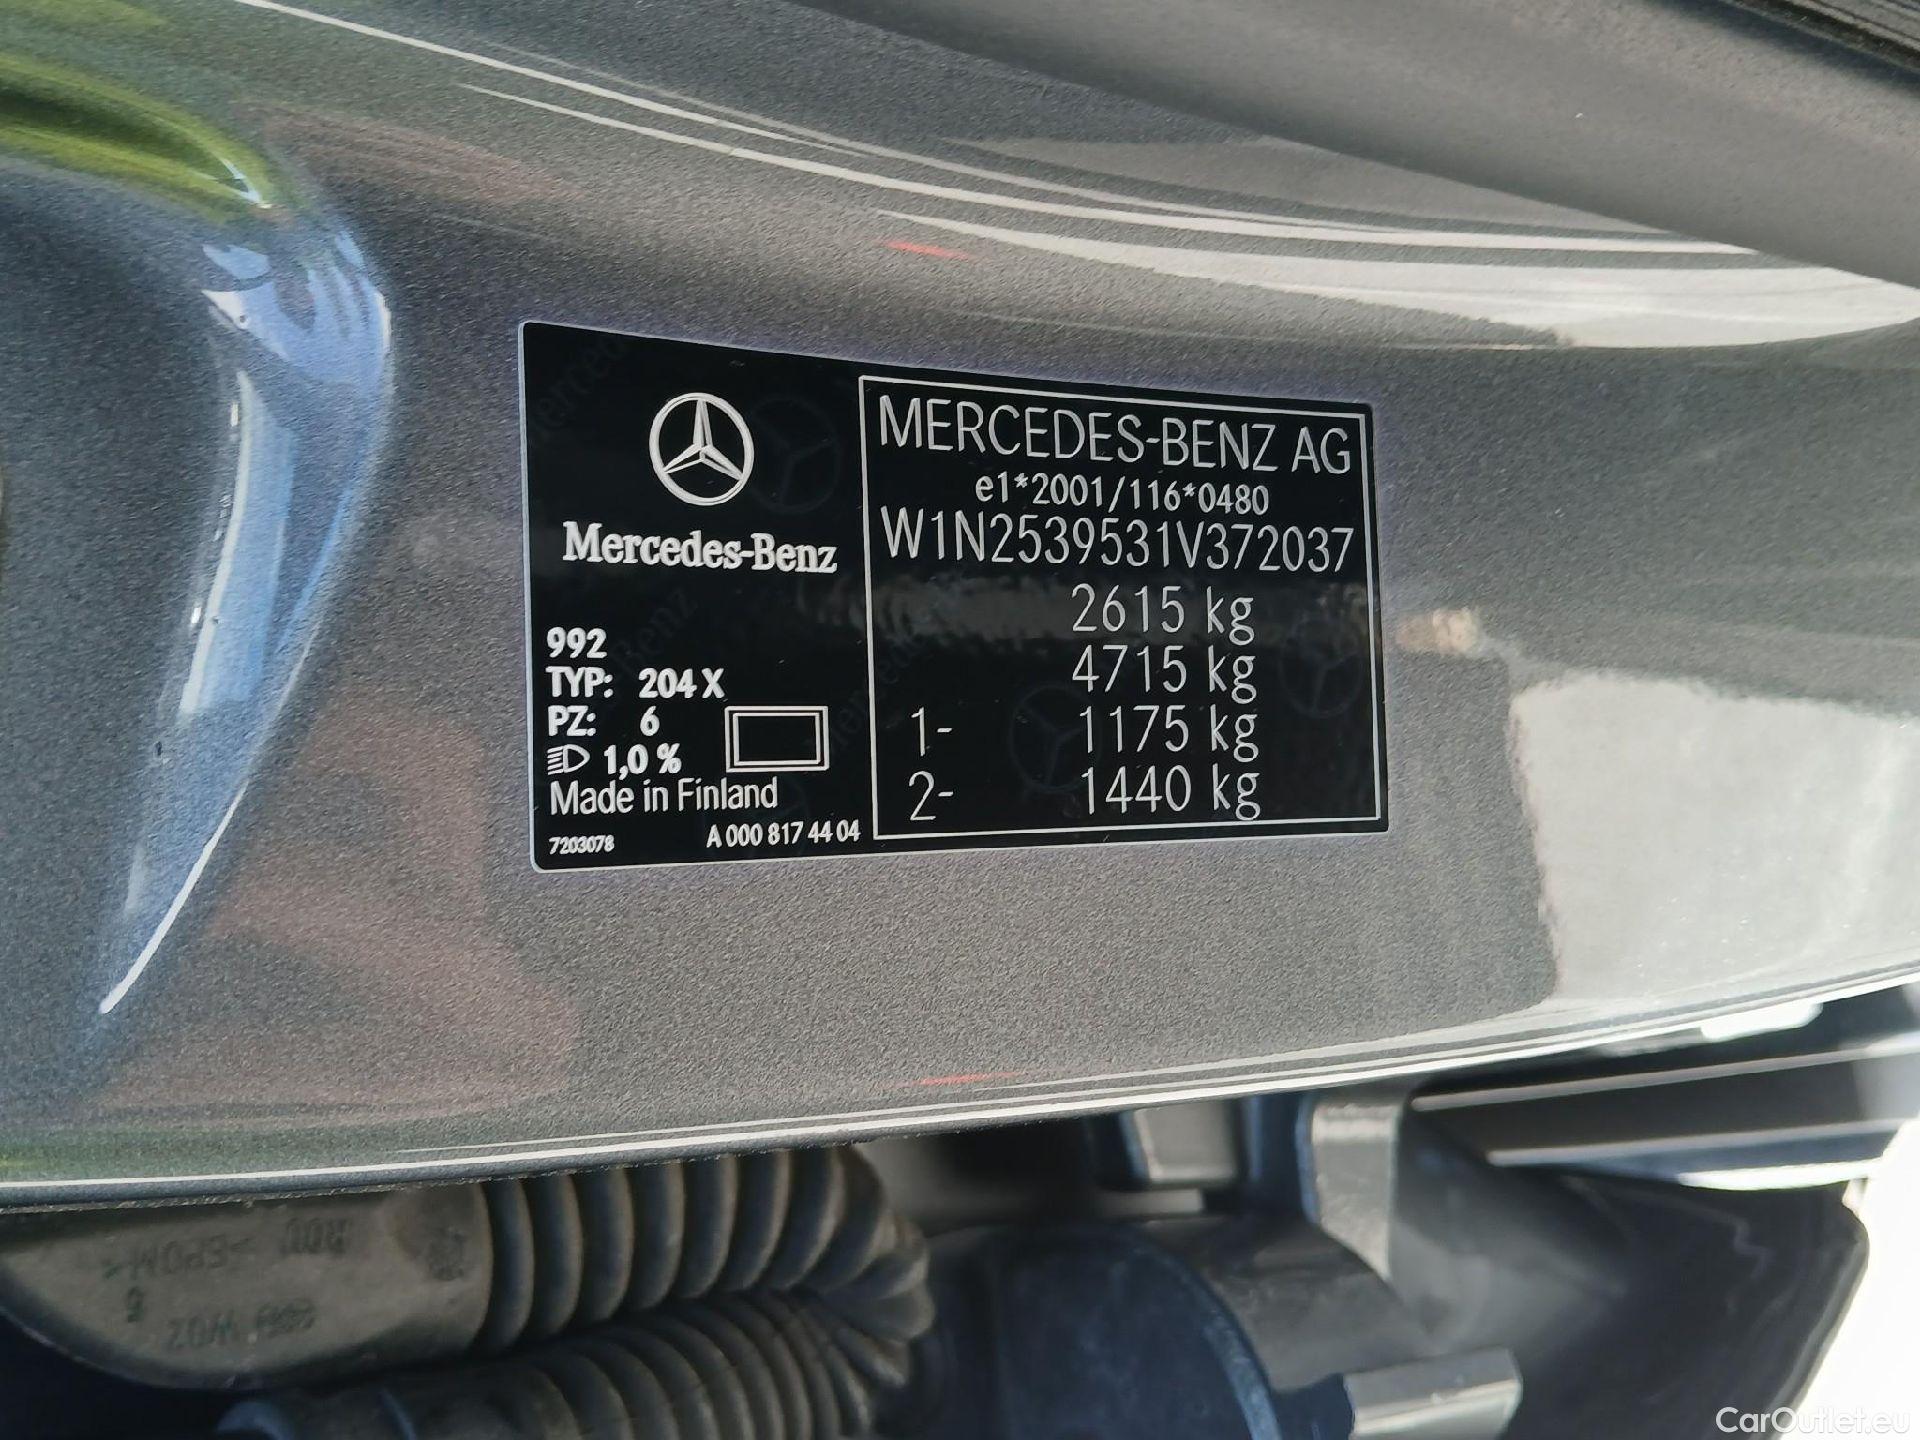 Mercedes-Benz
992
TYP: 204 X
PZ: 6
1,0 %
Made in Finland
7203078
A 000 817 44 04
MERCEDES-BENZ AG
e1*2001/116*0480
W1N2539531V372037
2615 kg
4715 kg
1- 1175 kg
2- 1440 kg
CarOutlet.eu